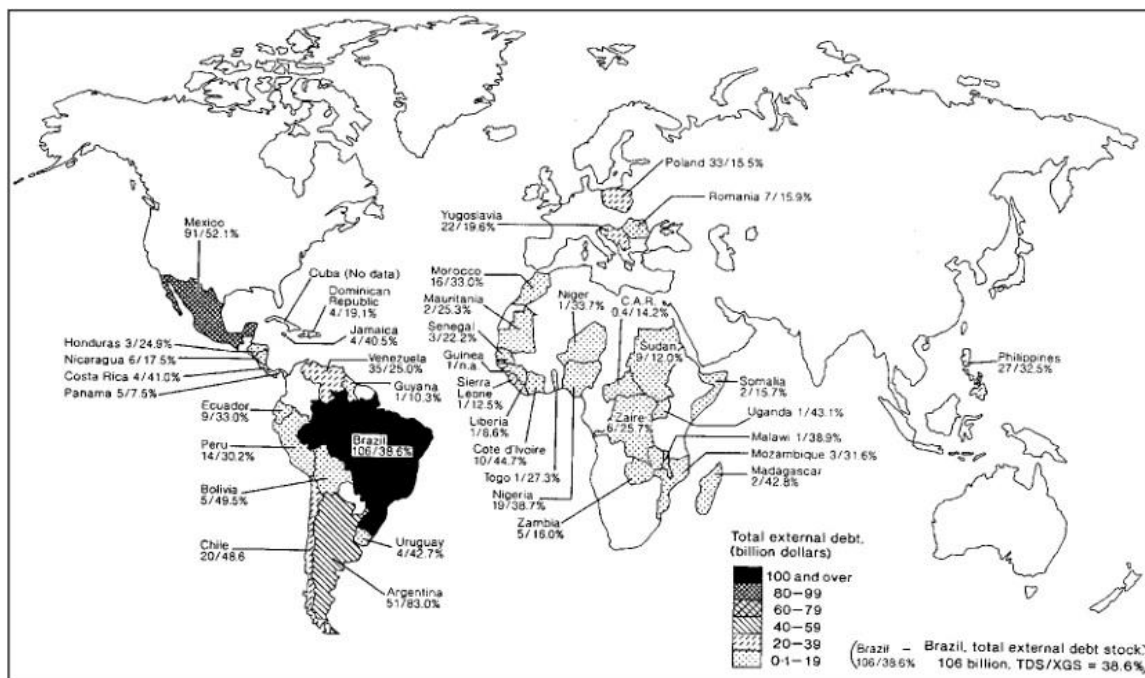 Poland 33/15.5%
Romania 7/15.9%
Yugoslavia
22/19.6%
Mexico
91/52.1%
Cuba (No data)
Dominican
Republic
4/19.1%
Jamaica
4/40.5%
Honduras 3/24.9%
Nicaragua 6/17.5%
Costa Rica 4/41.0%
Panama 5/7.5%
Venezuela
35/25.0%
Guyana
1/10.3%
Ecuador
9/33.0%
Peru
14/30.2%
Brazil
106/38.6%
Bolivia
5/49.5%
Chile
20/48.6
Uruguay
4/42.7%
Argentina
51/83.0%
Morocco
16/33.0%
Mauritania
2/25.3%
Senegal
3/22.2%
Guinea
1/n.a.
Sierra
Leone
1/12.5%
Liberia
1/8.6%
Cote d'Ivoire
10/44.7%
Togo 1/27.3%
Nigeria
19/38.7%
Zambia
5/16.0%
Niger
1/33.7%
C.A.R.
0.4/14.2%
Sudan
9/12.0%
Zaire
6/25.7%
Somalia
2/15.7%
Uganda 1/43.1%
Malawi 1/38.9%
Mozambique 3/31.6%
Madagascar
2/42.8%
Philippines
27/32.5%
Total external debt,
(billion dollars)
100 and over
80–99
60–79
40–59
20–39
0·1–19
(Brazil – Brazil, total external debt stock)
106/38.6% 106 billion, TDS/XGS = 38.6%